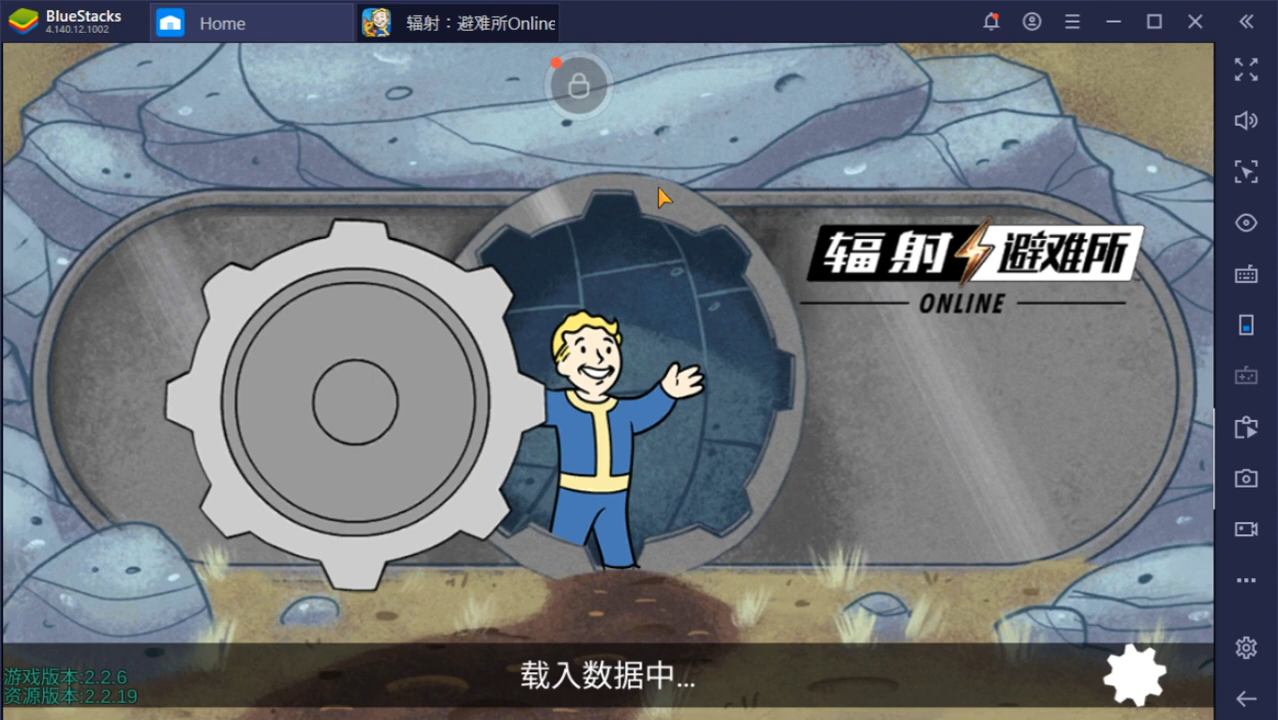 BlueStacks
4.140.12.1002
Home
辐射：避难所Online
辐射避难所
ONLINE
载入数据中...
游戏版本:2.2.6
资源版本:2.2.19